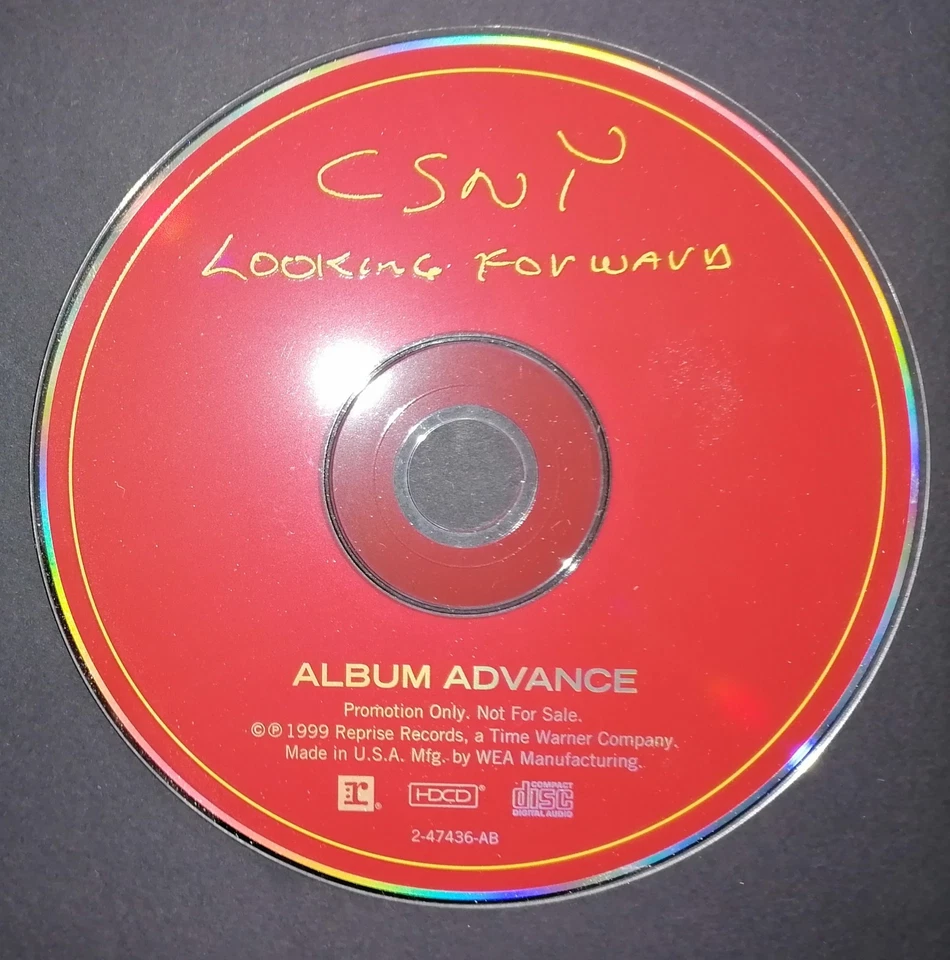 CSNY
LOOKING FORWARD
ALBUM ADVANCE
Promotion Only. Not For Sale.
©℗ 1999 Reprise Records, a Time Warner Company.
Made in U.S.A. Mfg. by WEA Manufacturing.
r® HDCD® COMPACT disc DIGITAL AUDIO
2-47436-AB